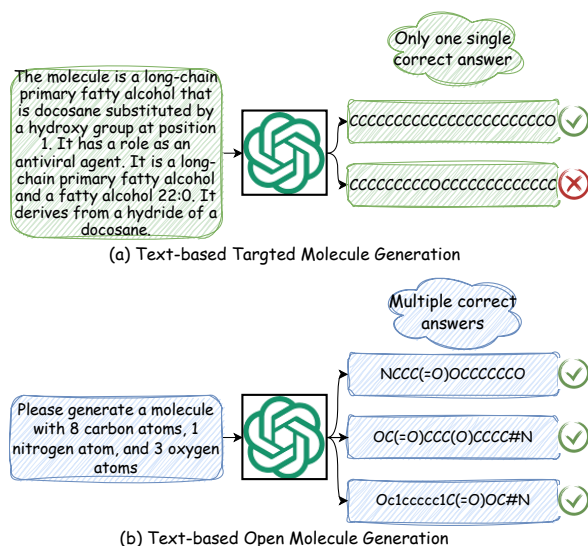 Only one single
correct answer
The molecule is a long-chain
primary fatty alcohol that
is docosane substituted by
a hydroxy group at position
1. It has a role as an
antiviral agent. It is a long-
chain primary fatty alcohol
and a fatty alcohol 22:0. It
derives from a hydride of a
docosane.
CCCCCCCCCCCCCCCCCCCCCCO
CCCCCCCCCOCCCCCCCCCCCCC
(a) Text-based Targted Molecule Generation
Multiple correct
answers
Please generate a molecule
with 8 carbon atoms, 1
nitrogen atom, and 3 oxygen
atoms
NCCC(=O)OCCCCCO
OC(=O)CCC(O)CCCC#N
Oc1ccccc1C(=O)OC#N
(b) Text-based Open Molecule Generation